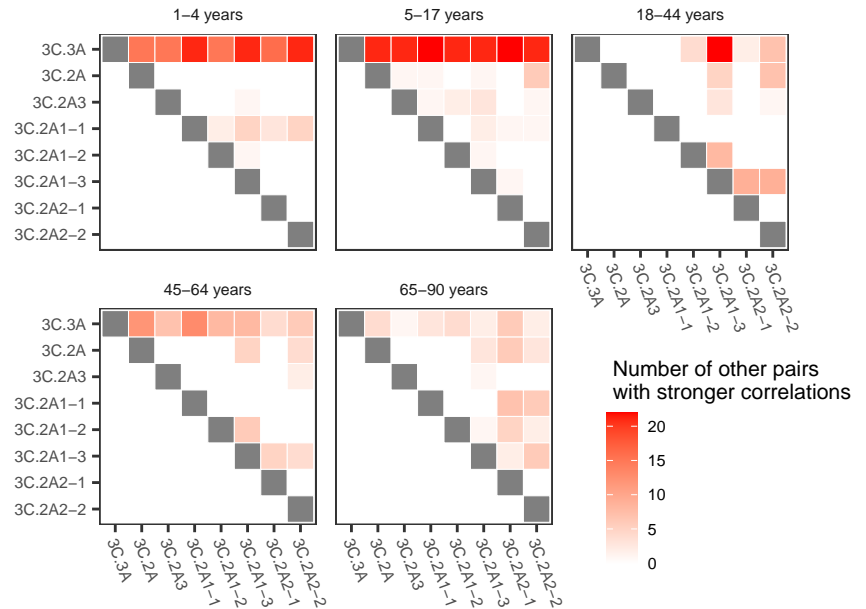 1−4 years
5−17 years
18−44 years
3C.3A
3C.2A
3C.2A3
3C.2A1−1
3C.2A1−2
3C.2A1−3
3C.2A2−1
3C.2A2−2
3C.3A
3C.2A
3C.2A3
3C.2A1−1
3C.2A1−2
3C.2A1−3
3C.2A2−1
3C.2A2−2
45−64 years
65−90 years
3C.3A
3C.2A
3C.2A3
3C.2A1−1
3C.2A1−2
3C.2A1−3
3C.2A2−1
3C.2A2−2
3C.3A
3C.2A
3C.2A3
3C.2A1−1
3C.2A1−2
3C.2A1−3
3C.2A2−1
3C.2A2−2
3C.3A
3C.2A
3C.2A3
3C.2A1−1
3C.2A1−2
3C.2A1−3
3C.2A2−1
3C.2A2−2
Number of other pairs
with stronger correlations
20
15
10
5
0